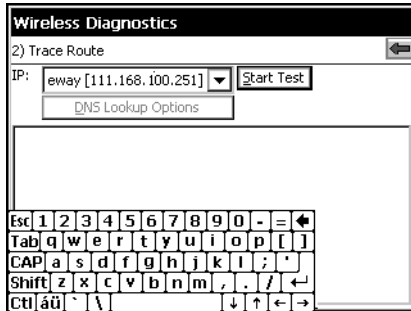 Wireless Diagnostics
2) Trace Route
IP: eway [111.168.100.251] Start Test
DNS Lookup Options
Esc 1 2 3 4 5 6 7 8 9 0 - =
Tab q w e r t y u i o p [ ]
CAP a s d f g h j k l ; '
Shift z x c v b n m , . / ↵
Ctl áü ` \ ↓ ↑ ← →